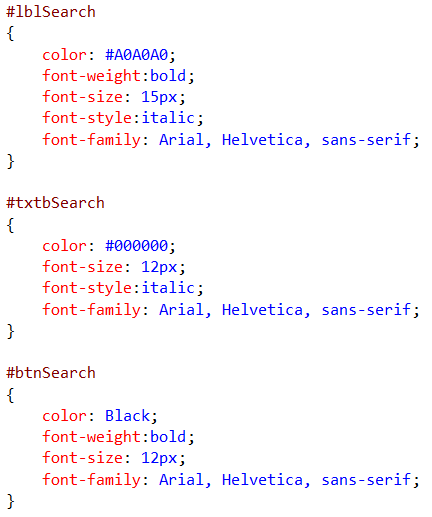 #lblSearch
{
    color: #A0A0A0;
    font-weight:bold;
    font-size: 15px;
    font-style:italic;
    font-family: Arial, Helvetica, sans-serif;
}

#txtbSearch
{
    color: #000000;
    font-size: 12px;
    font-style:italic;
    font-family: Arial, Helvetica, sans-serif;
}

#btnSearch
{
    color: Black;
    font-weight:bold;
    font-size: 12px;
    font-family: Arial, Helvetica, sans-serif;
}